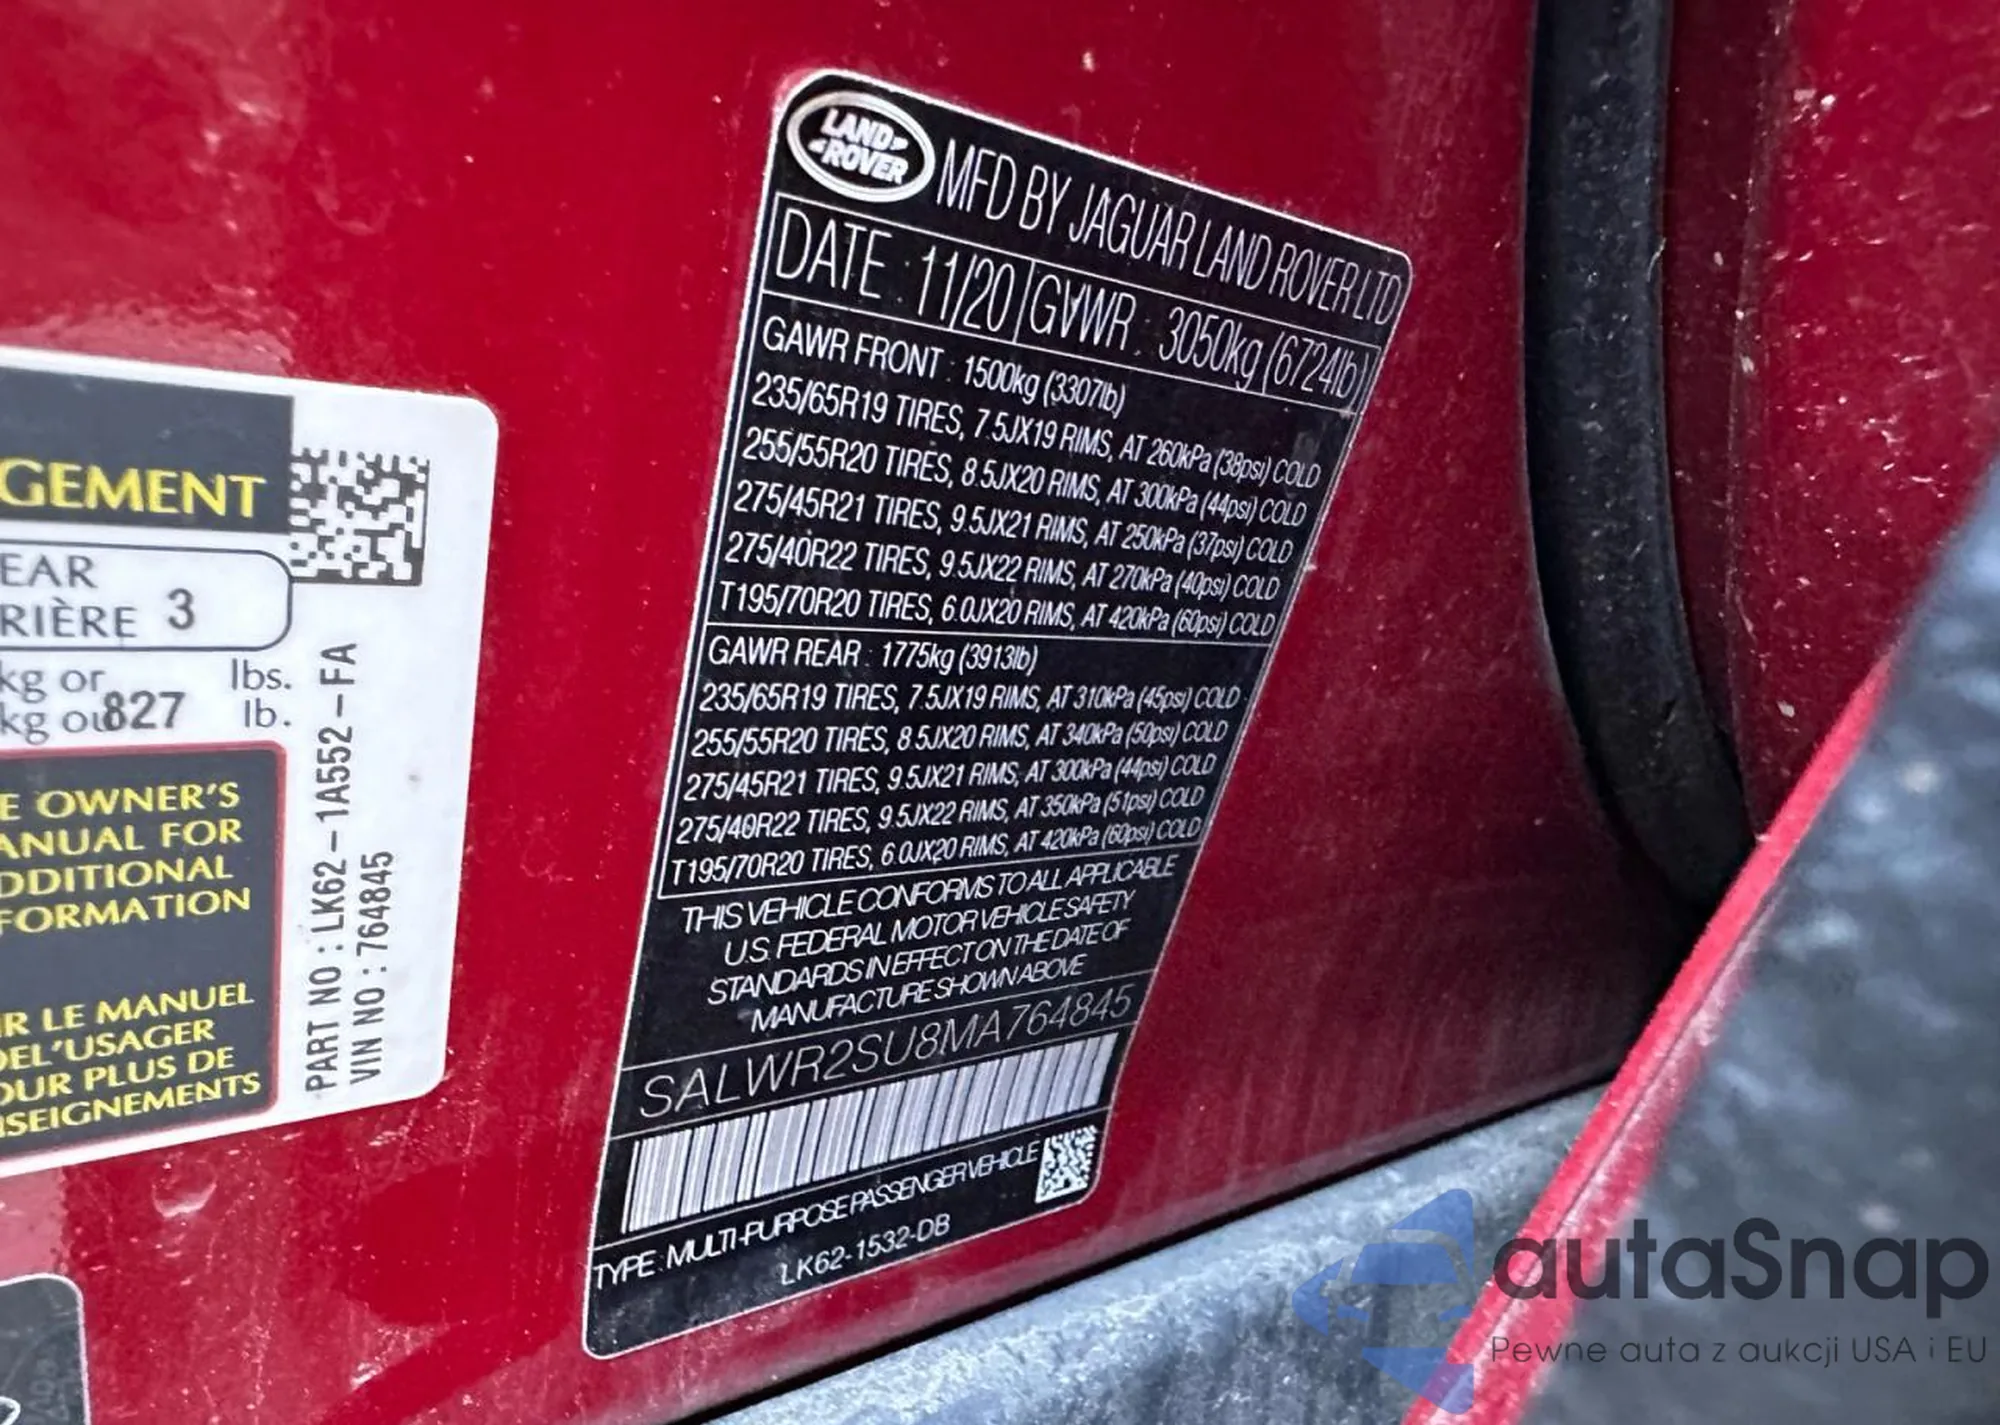 GEMENT
EAR
RIÈRE 3
kg or lbs.
kg ou 827 lb.
E OWNER'S
ANUAL FOR
DDITIONAL
FORMATION
R LE MANUEL
DEL'USAGER
OUR PLUS DE
NSEIGNEMENTS
PART NO : LK62-1A552-FA
VIN NO : 764845
LAND
ROVER
MFD BY JAGUAR LAND ROVER LTD
DATE : 11/20 GVWR : 3050kg (6724lb)
GAWR FRONT : 1500kg (3307lb)
235/65R19 TIRES, 7.5JX19 RIMS, AT 260kPa (38psi) COLD
255/55R20 TIRES, 8.5JX20 RIMS, AT 300kPa (44psi) COLD
275/45R21 TIRES, 9.5JX21 RIMS, AT 250kPa (37psi) COLD
275/40R22 TIRES, 9.5JX22 RIMS, AT 270kPa (40psi) COLD
T195/70R20 TIRES, 6.0JX20 RIMS, AT 420kPa (60psi) COLD
GAWR REAR : 1775kg (3913lb)
235/65R19 TIRES, 7.5JX19 RIMS, AT 310kPa (45psi) COLD
255/55R20 TIRES, 8.5JX20 RIMS, AT 340kPa (50psi) COLD
275/45R21 TIRES, 9.5JX21 RIMS, AT 300kPa (44psi) COLD
275/40R22 TIRES, 9.5JX22 RIMS, AT 350kPa (51psi) COLD
T195/70R20 TIRES, 6.0JX20 RIMS, AT 420kPa (60psi) COLD
THIS VEHICLE CONFORMS TO ALL APPLICABLE
U.S. FEDERAL MOTOR VEHICLE SAFETY
STANDARDS IN EFFECT ON THE DATE OF
MANUFACTURE SHOWN ABOVE
SALWR2SU8MA764845
TYPE : MULTI-PURPOSE PASSENGER VEHICLE
LK62-1532-DB
autaSnap
Pewne auta z aukcji USA i EU